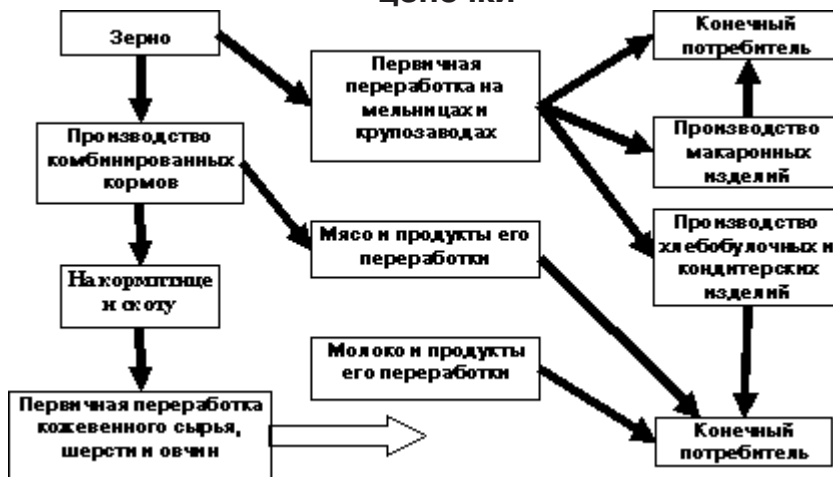 Зерно
Первичная
переработка на
мельницах и
крупозаводах
Конечный
потребитель
Производство
комбинированных
кормов
Производство
макаронных
изделий
Мясо и продукты его
переработки
Производство
хлебобулочных и
кондитерских
изделий
На корм птице
и скоту
Молоко и продукты
его переработки
Первичная переработка
кожевенного сырья,
шерсти и овчин
Конечный
потребитель